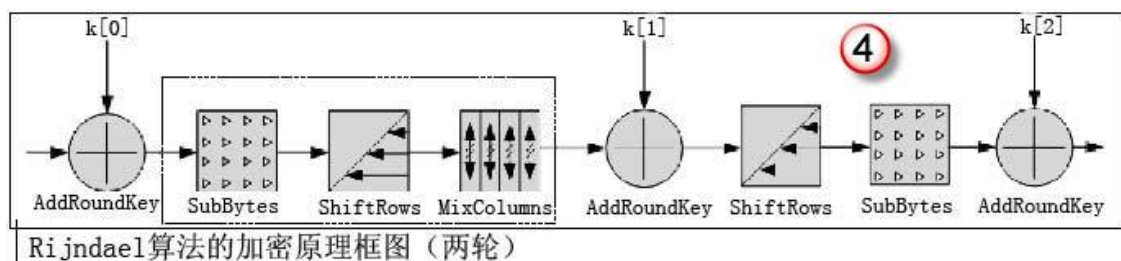 k[0] k[1] ④ k[2]
AddRoundKey SubBytes ShiftRows MixColumns AddRoundKey ShiftRows SubBytes AddRoundKey
Rijndael算法的加密原理框图（两轮）